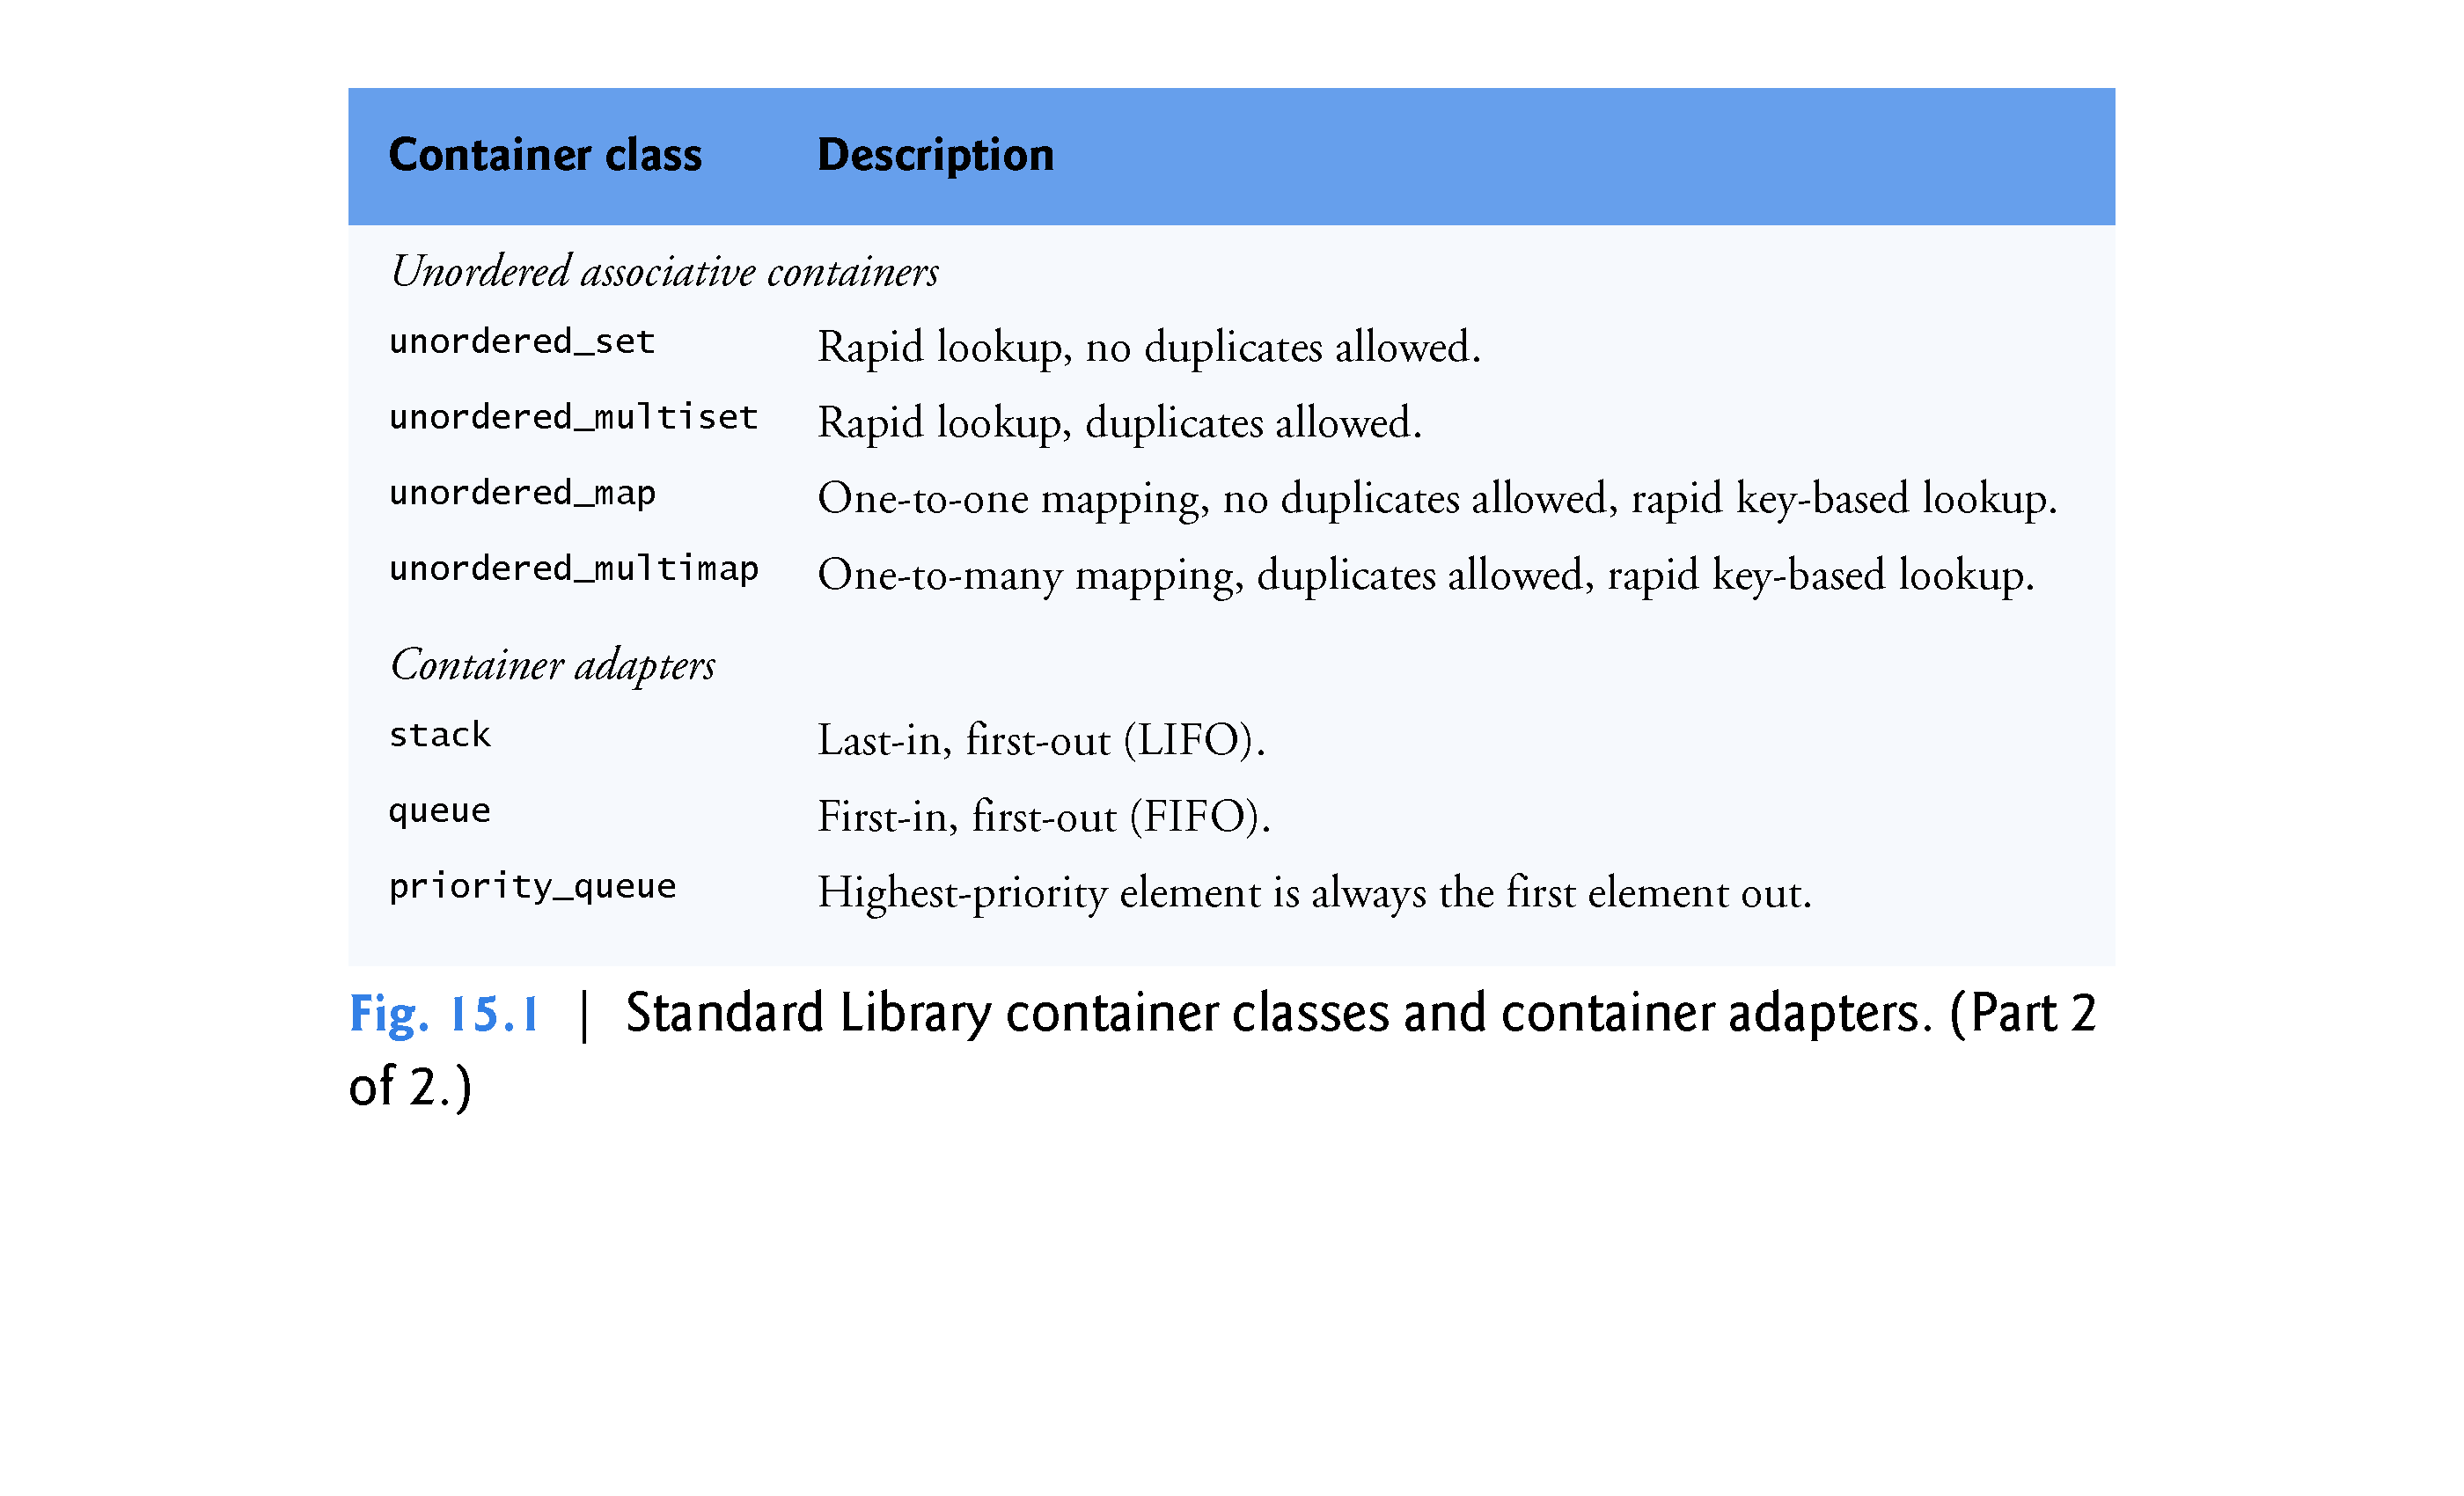 Container class Description
Unordered associative containers
unordered_set Rapid lookup, no duplicates allowed.
unordered_multiset Rapid lookup, duplicates allowed.
unordered_map One-to-one mapping, no duplicates allowed, rapid key-based lookup.
unordered_multimap One-to-many mapping, duplicates allowed, rapid key-based lookup.
Container adapters
stack Last-in, first-out (LIFO).
queue First-in, first-out (FIFO).
priority_queue Highest-priority element is always the first element out.
Fig. 15.1 | Standard Library container classes and container adapters. (Part 2
of 2.)